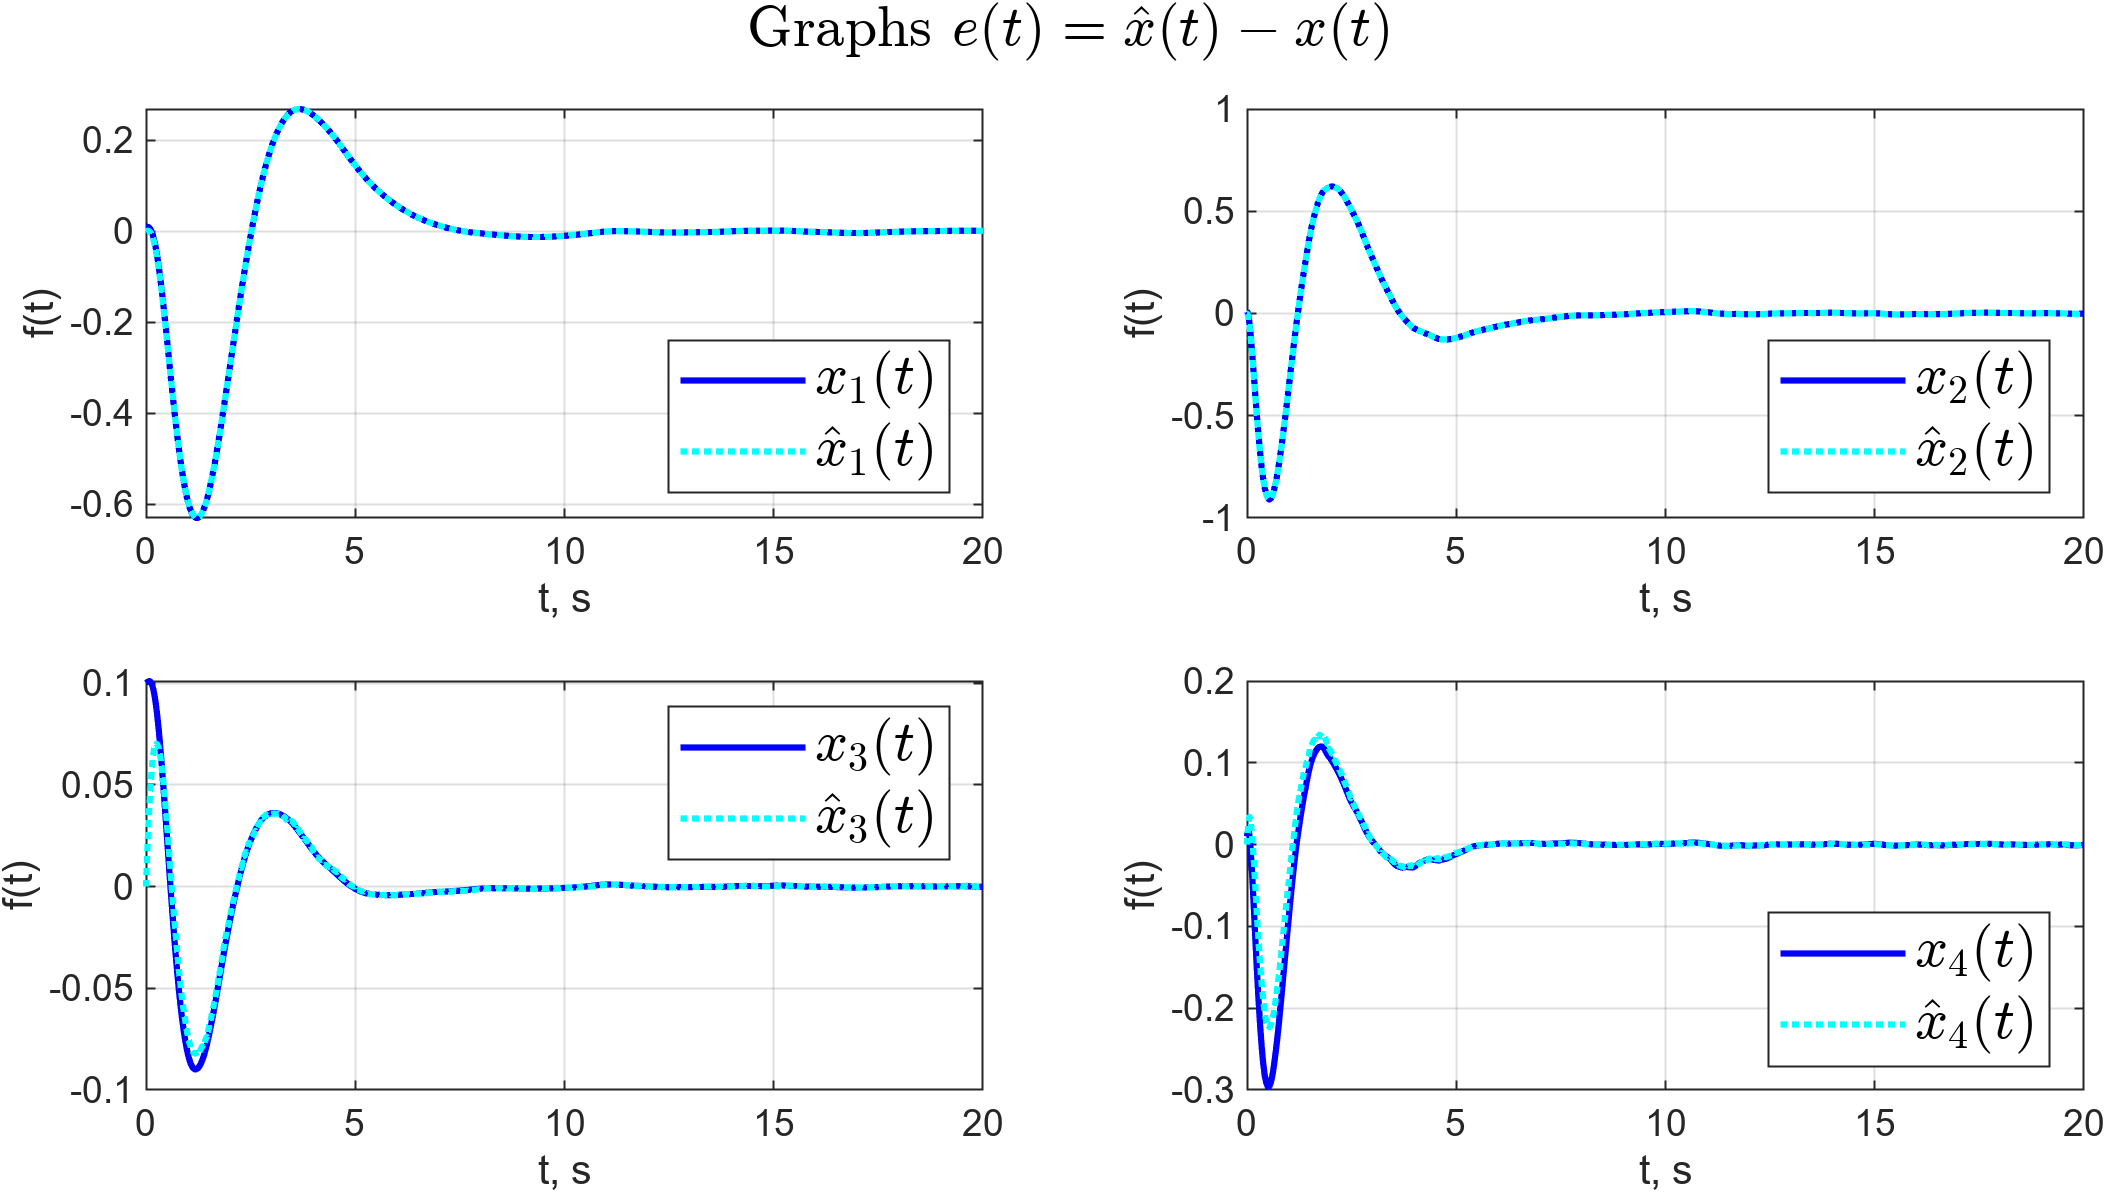 Graphs e(t) = x̂(t) − x(t)
0.2
0
-0.2
-0.4
-0.6
f(t)
0 5 10 15 20
t, s
x₁(t)
x̂₁(t)
1
0.5
0
-0.5
-1
f(t)
0 5 10 15 20
t, s
x₂(t)
x̂₂(t)
0.1
0.05
0
-0.05
-0.1
f(t)
0 5 10 15 20
t, s
x₃(t)
x̂₃(t)
0.2
0.1
0
-0.1
-0.2
-0.3
f(t)
0 5 10 15 20
t, s
x₄(t)
x̂₄(t)